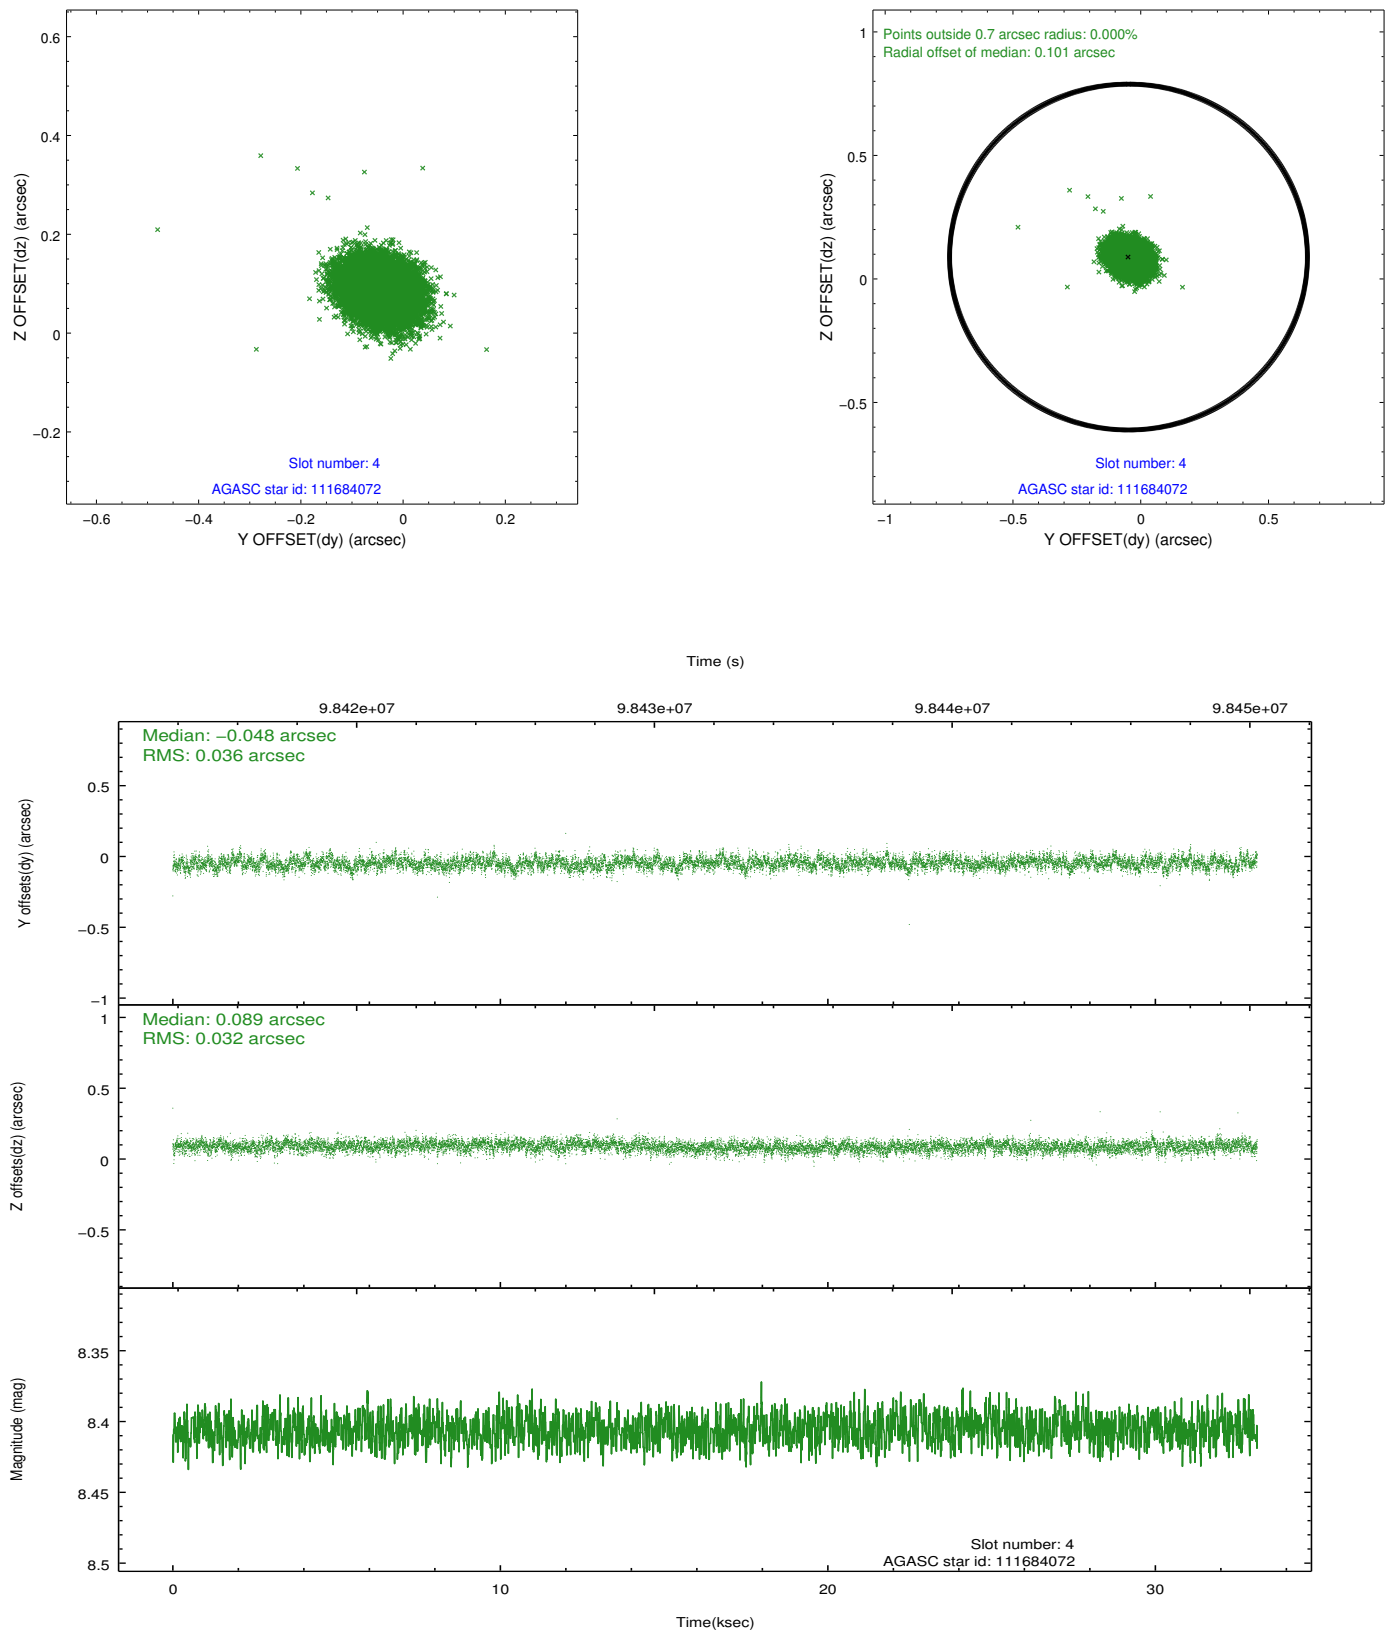 0.6
0.4
0.2
0
−0.2
Z OFFSET(dz) (arcsec)
Slot number: 4
AGASC star id: 111684072
−0.6
−0.4
−0.2
0
0.2
Y OFFSET(dy) (arcsec)
Points outside 0.7 arcsec radius: 0.000%
Radial offset of median: 0.101 arcsec
1
0.5
0
−0.5
Z OFFSET(dz) (arcsec)
Slot number: 4
AGASC star id: 111684072
−1
−0.5
0
0.5
Y OFFSET(dy) (arcsec)
Time (s)
9.842e+07
9.843e+07
9.844e+07
9.845e+07
Median: −0.048 arcsec
RMS: 0.036 arcsec
0.5
0
−0.5
−1
Y offsets(dy) (arcsec)
Median: 0.089 arcsec
RMS: 0.032 arcsec
1
0.5
0
−0.5
Z offsets(dz) (arcsec)
8.35
8.4
8.45
8.5
Magnitude (mag)
Slot number: 4
AGASC star id: 111684072
0
10
20
30
Time(ksec)